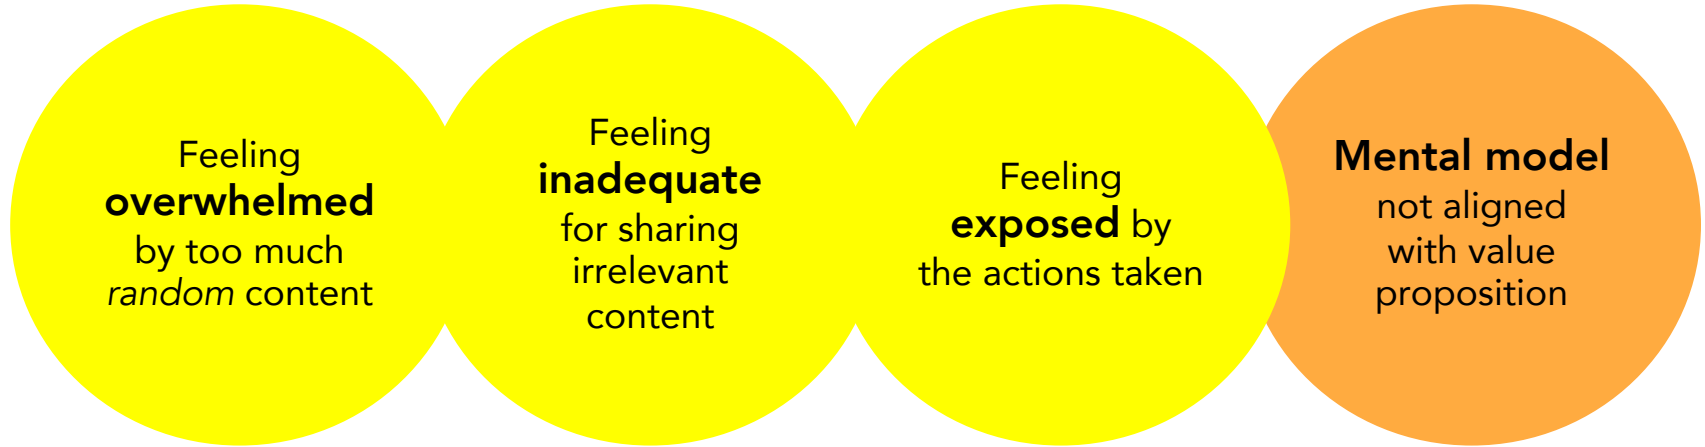 Feeling
overwhelmed
by too much
random content
Feeling
inadequate
for sharing
irrelevant
content
Feeling
exposed by
the actions taken
Mental model
not aligned
with value
proposition